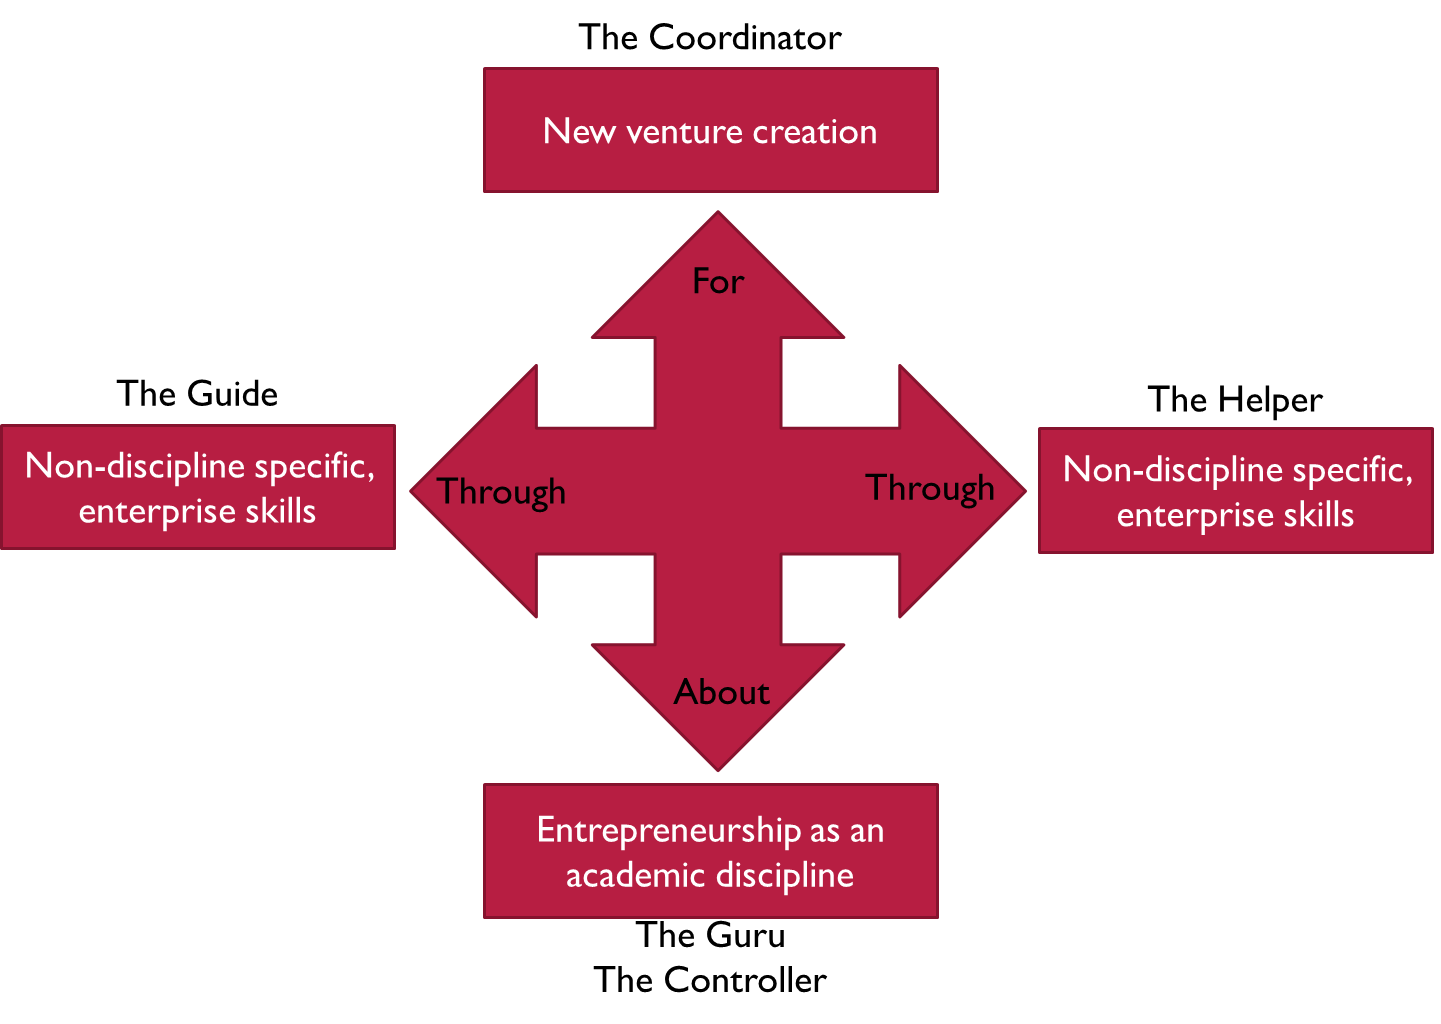 The Coordinator
New venture creation
For
The Guide
Non-discipline specific,
enterprise skills
Through
Through
The Helper
Non-discipline specific,
enterprise skills
About
Entrepreneurship as an
academic discipline
The Guru
The Controller